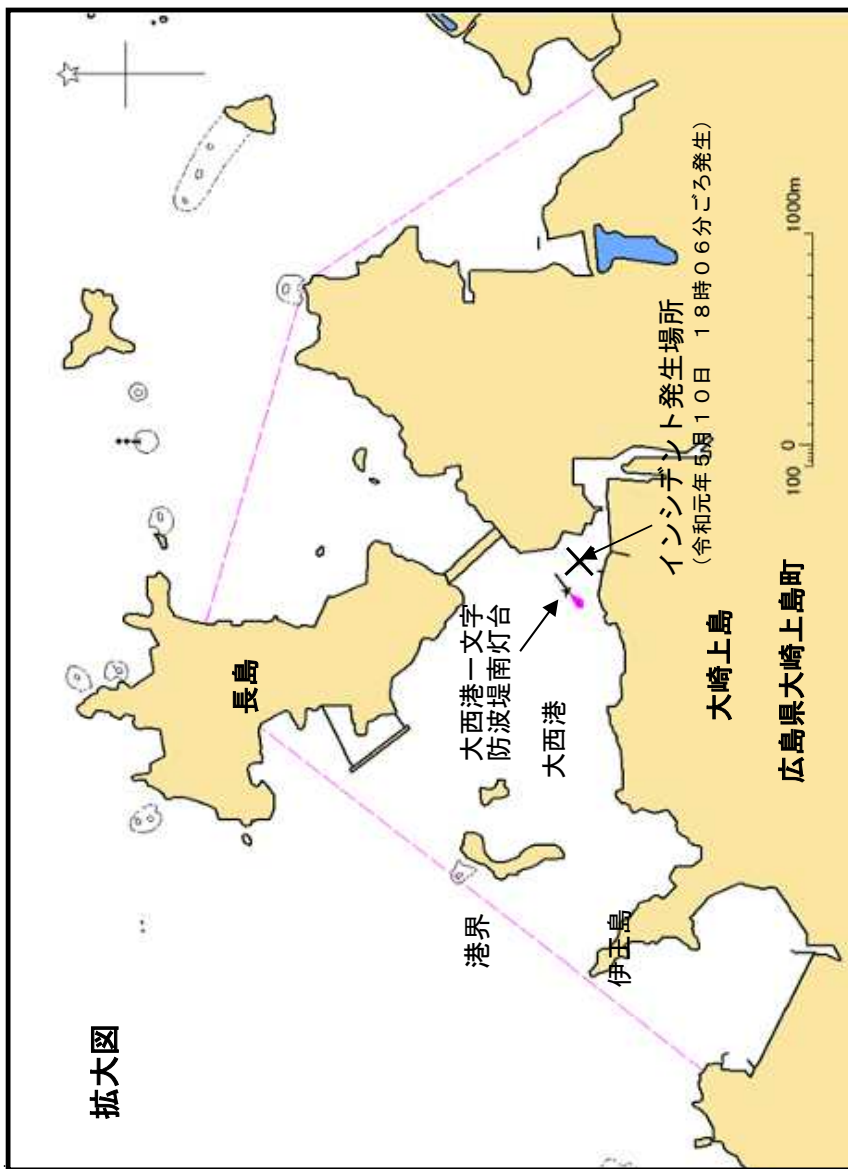 拡大図
長島
大西港一文字
防波堤南灯台
大西港
港界
伊王島
インシデント発生場所
（令和元年５月１０日　１８時０６分ごろ発生）
大崎上島
広島県大崎上島町
100 0 1000m